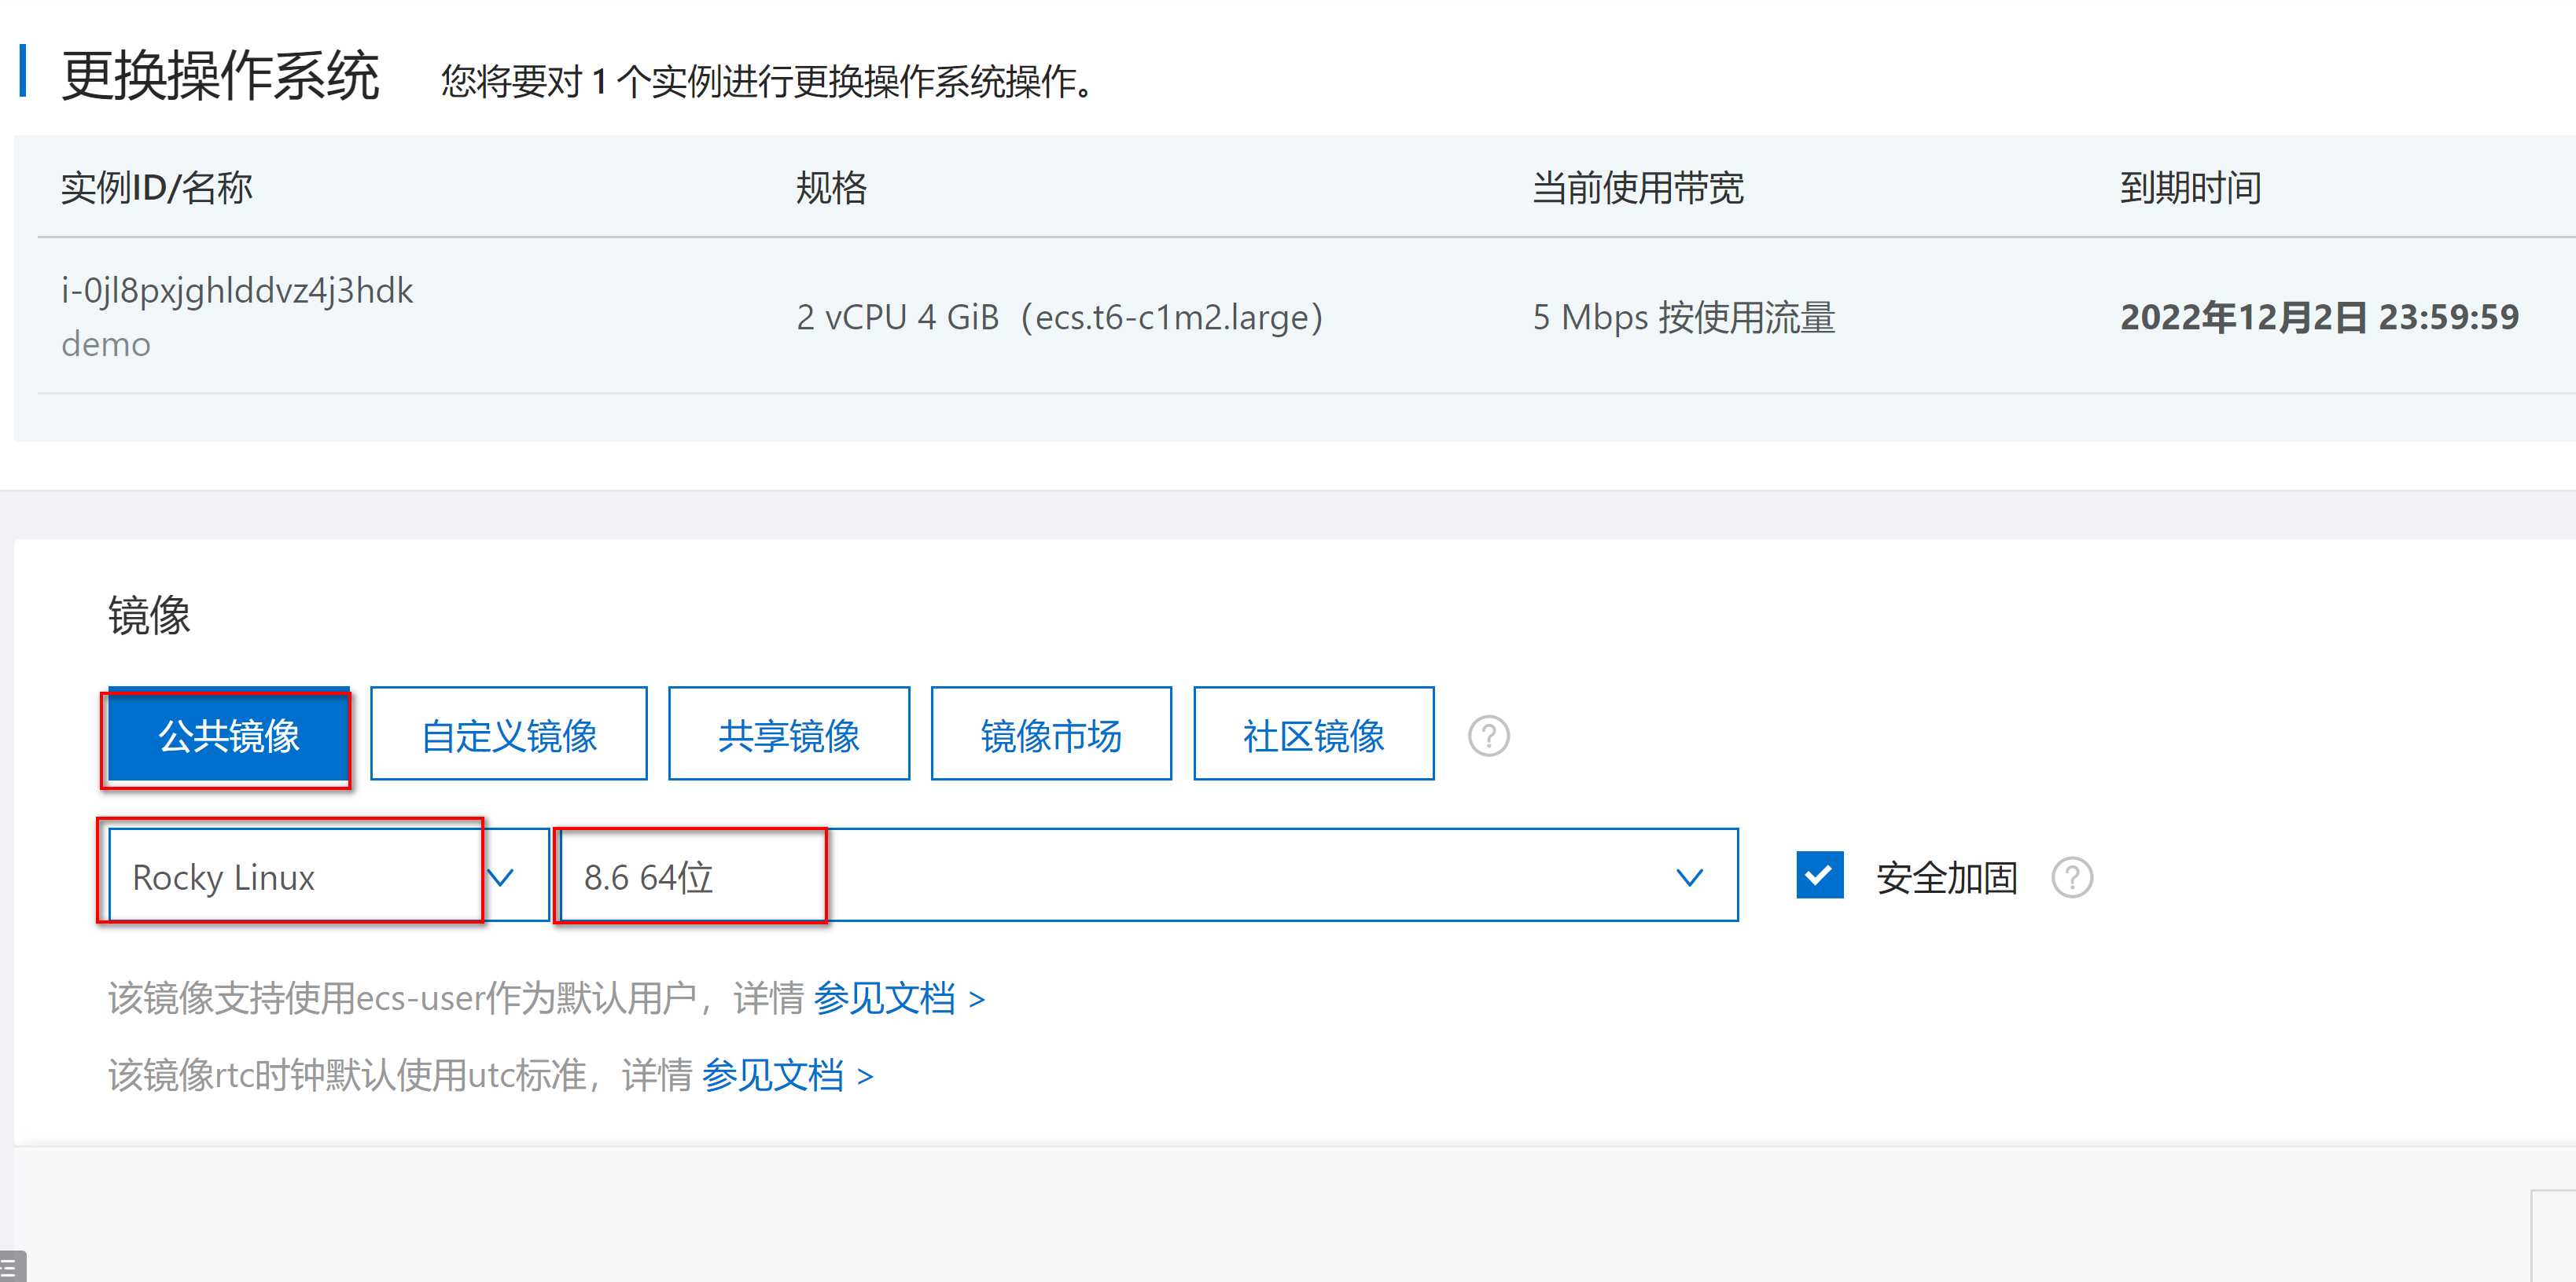 更换操作系统 您将要对 1 个实例进行更换操作系统操作。
实例ID/名称 规格 当前使用带宽 到期时间
i-0jl8pxjghlddvz4j3hdk
demo
2 vCPU 4 GiB（ecs.t6-c1m2.large） 5 Mbps 按使用流量 2022年12月2日 23:59:59
镜像
公共镜像 自定义镜像 共享镜像 镜像市场 社区镜像 ?
Rocky Linux 8.6 64位 安全加固 ?
该镜像支持使用ecs-user作为默认用户，详情 参见文档 >
该镜像rtc时钟默认使用utc标准，详情 参见文档 >